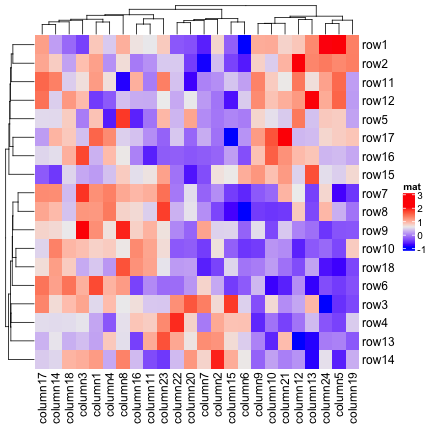 row1
row2
row11
row12
row5
row17
row16
row15
row7
row8
row9
row10
row18
row6
row3
row4
row13
row14
mat
3
2
1
0
-1
column17
column14
column18
column3
column1
column4
column8
column16
column11
column23
column22
column20
column7
column2
column15
column6
column9
column10
column21
column12
column13
column24
column5
column19